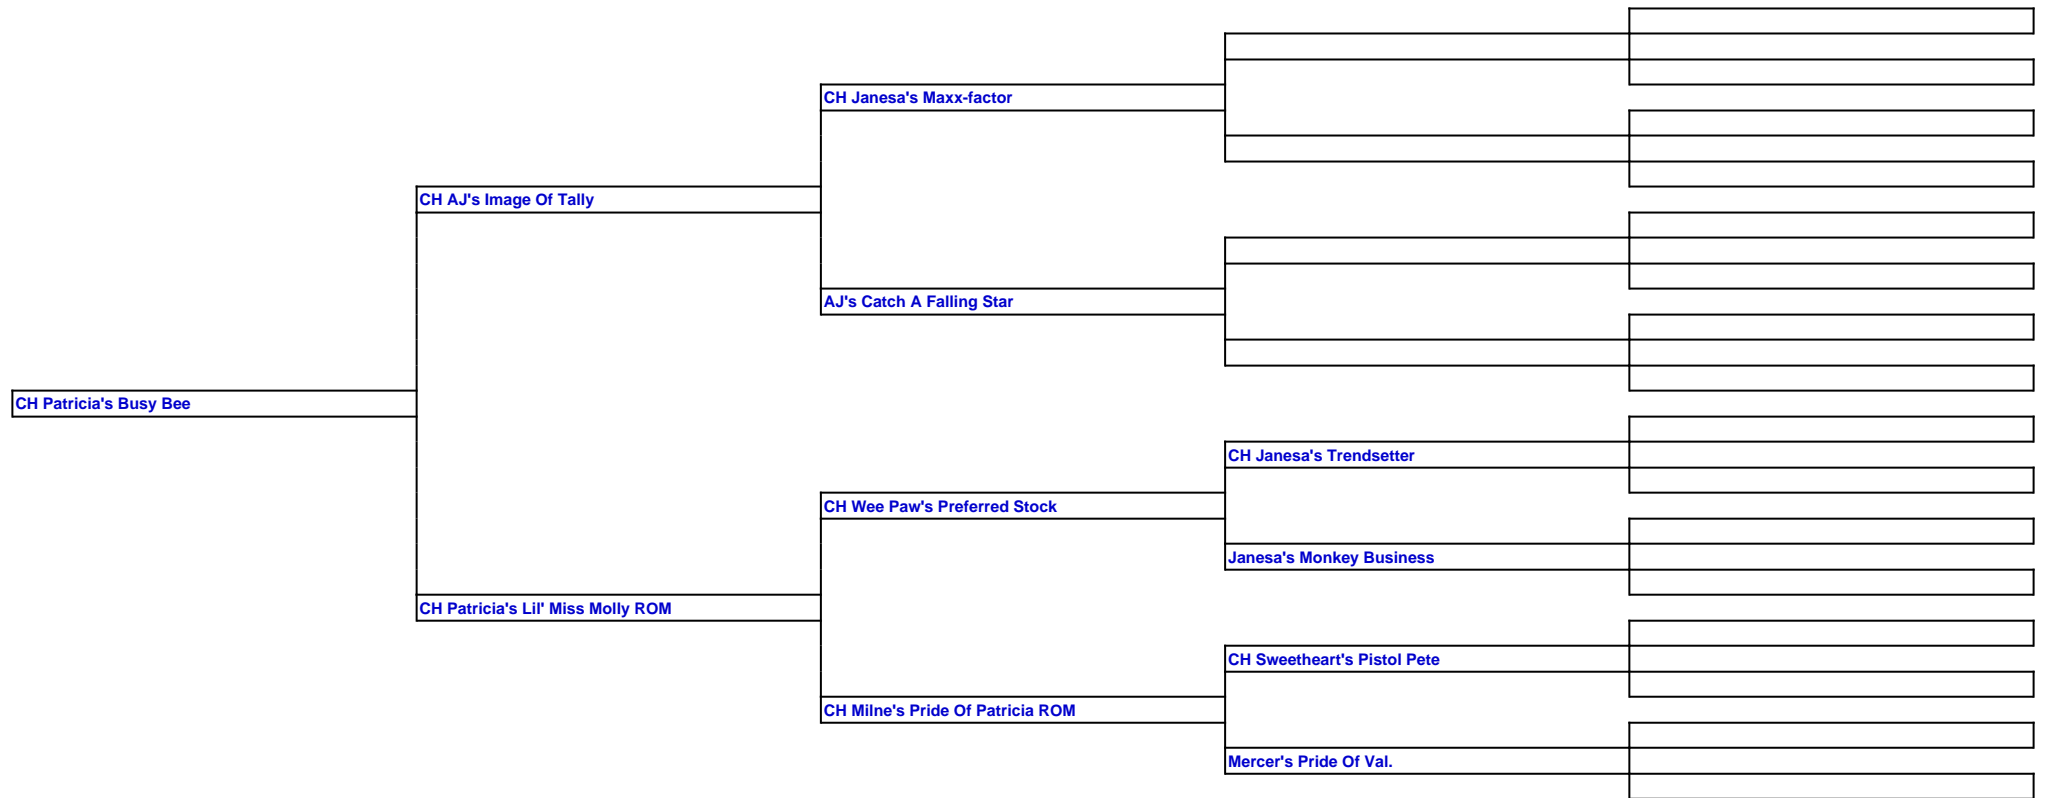 CH Janesa's Maxx-factor
CH AJ's Image Of Tally
AJ's Catch A Falling Star
CH Patricia's Busy Bee
CH Janesa's Trendsetter
CH Wee Paw's Preferred Stock
Janesa's Monkey Business
CH Patricia's Lil' Miss Molly ROM
CH Sweetheart's Pistol Pete
CH Milne's Pride Of Patricia ROM
Mercer's Pride Of Val.